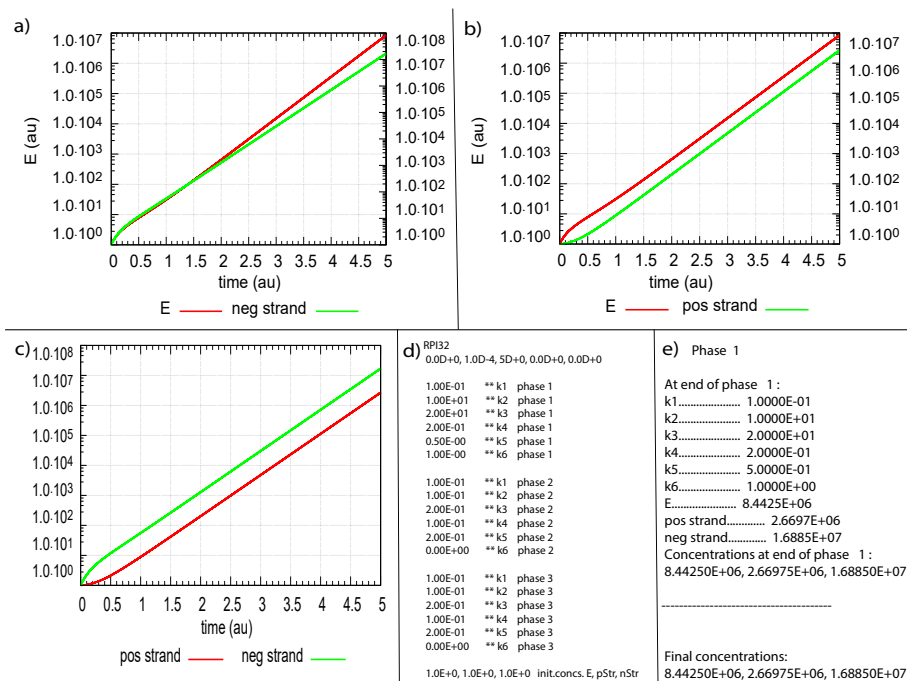 a)
1.0·107
1.0·106
1.0·105
1.0·104
1.0·103
1.0·102
1.0·101
1.0·100
E (au)
1.0·108
1.0·107
1.0·106
1.0·105
1.0·104
1.0·103
1.0·102
1.0·101
1.0·100
0 0.5 1 1.5 2 2.5 3 3.5 4 4.5 5
time (au)
E neg strand
b)
1.0·107
1.0·106
1.0·105
1.0·104
1.0·103
1.0·102
1.0·101
1.0·100
E (au)
1.0·107
1.0·106
1.0·105
1.0·104
1.0·103
1.0·102
1.0·101
1.0·100
0 0.5 1 1.5 2 2.5 3 3.5 4 4.5 5
time (au)
E pos strand
c)
1.0·108
1.0·107
1.0·106
1.0·105
1.0·104
1.0·103
1.0·102
1.0·101
1.0·100
0 0.5 1 1.5 2 2.5 3 3.5 4 4.5 5
time (au)
pos strand neg strand
d)
RPI32
0.0D+0, 1.0D-4, 5D+0, 0.0D+0, 0.0D+0
1.00E-01 ** k1 phase 1
1.00E+01 ** k2 phase 1
2.00E+01 ** k3 phase 1
2.00E-01 ** k4 phase 1
0.50E-00 ** k5 phase 1
1.00E-00 ** k6 phase 1
1.00E-01 ** k1 phase 2
1.00E-01 ** k2 phase 2
2.00E-01 ** k3 phase 2
1.00E-01 ** k4 phase 2
2.00E-01 ** k5 phase 2
0.00E+00 ** k6 phase 2
1.00E-01 ** k1 phase 3
1.00E-01 ** k2 phase 3
2.00E-01 ** k3 phase 3
1.00E-01 ** k4 phase 3
2.00E-01 ** k5 phase 3
0.00E+00 ** k6 phase 3
1.0E+0, 1.0E+0, 1.0E+0 init.concs. E, pStr, nStr
e) Phase 1
At end of phase 1 :
k1..................... 1.0000E-01
k2..................... 1.0000E+01
k3..................... 2.0000E+01
k4..................... 2.0000E-01
k5..................... 5.0000E-01
k6..................... 1.0000E+00
E...................... 8.4425E+06
pos strand............. 2.6697E+06
neg strand............. 1.6885E+07
Concentrations at end of phase 1 :
8.44250E+06, 2.66975E+06, 1.68850E+07
----------------------------------------
Final concentrations:
8.44250E+06, 2.66975E+06, 1.68850E+07